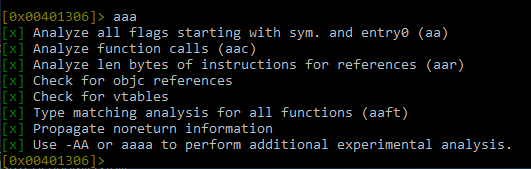 [0x00401306]> aaa
[x] Analyze all flags starting with sym. and entry0 (aa)
[x] Analyze function calls (aac)
[x] Analyze len bytes of instructions for references (aar)
[x] Check for objc references
[x] Check for vtables
[x] Type matching analysis for all functions (aaft)
[x] Propagate noreturn information
[x] Use -AA or aaaa to perform additional experimental analysis.
[0x00401306]>